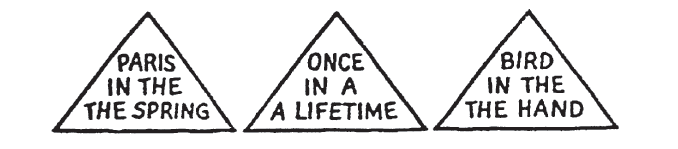 PARIS
IN THE
THE SPRING
ONCE
IN A
A LIFETIME
BIRD
IN THE
THE HAND